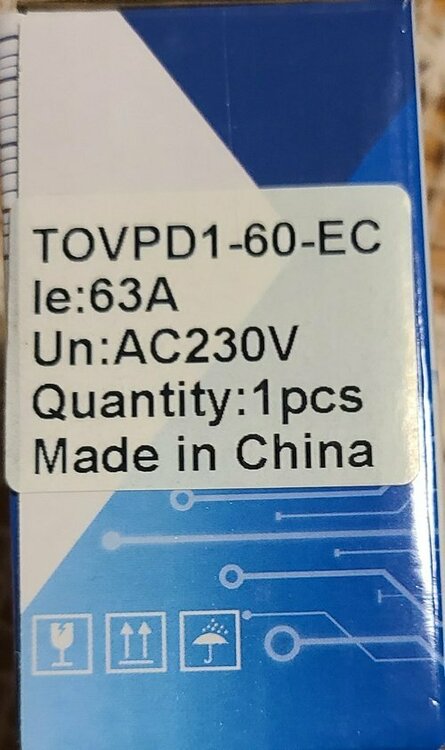 TOVPD1-60-EC
Ie:63A
Un:AC230V
Quantity:1pcs
Made in China